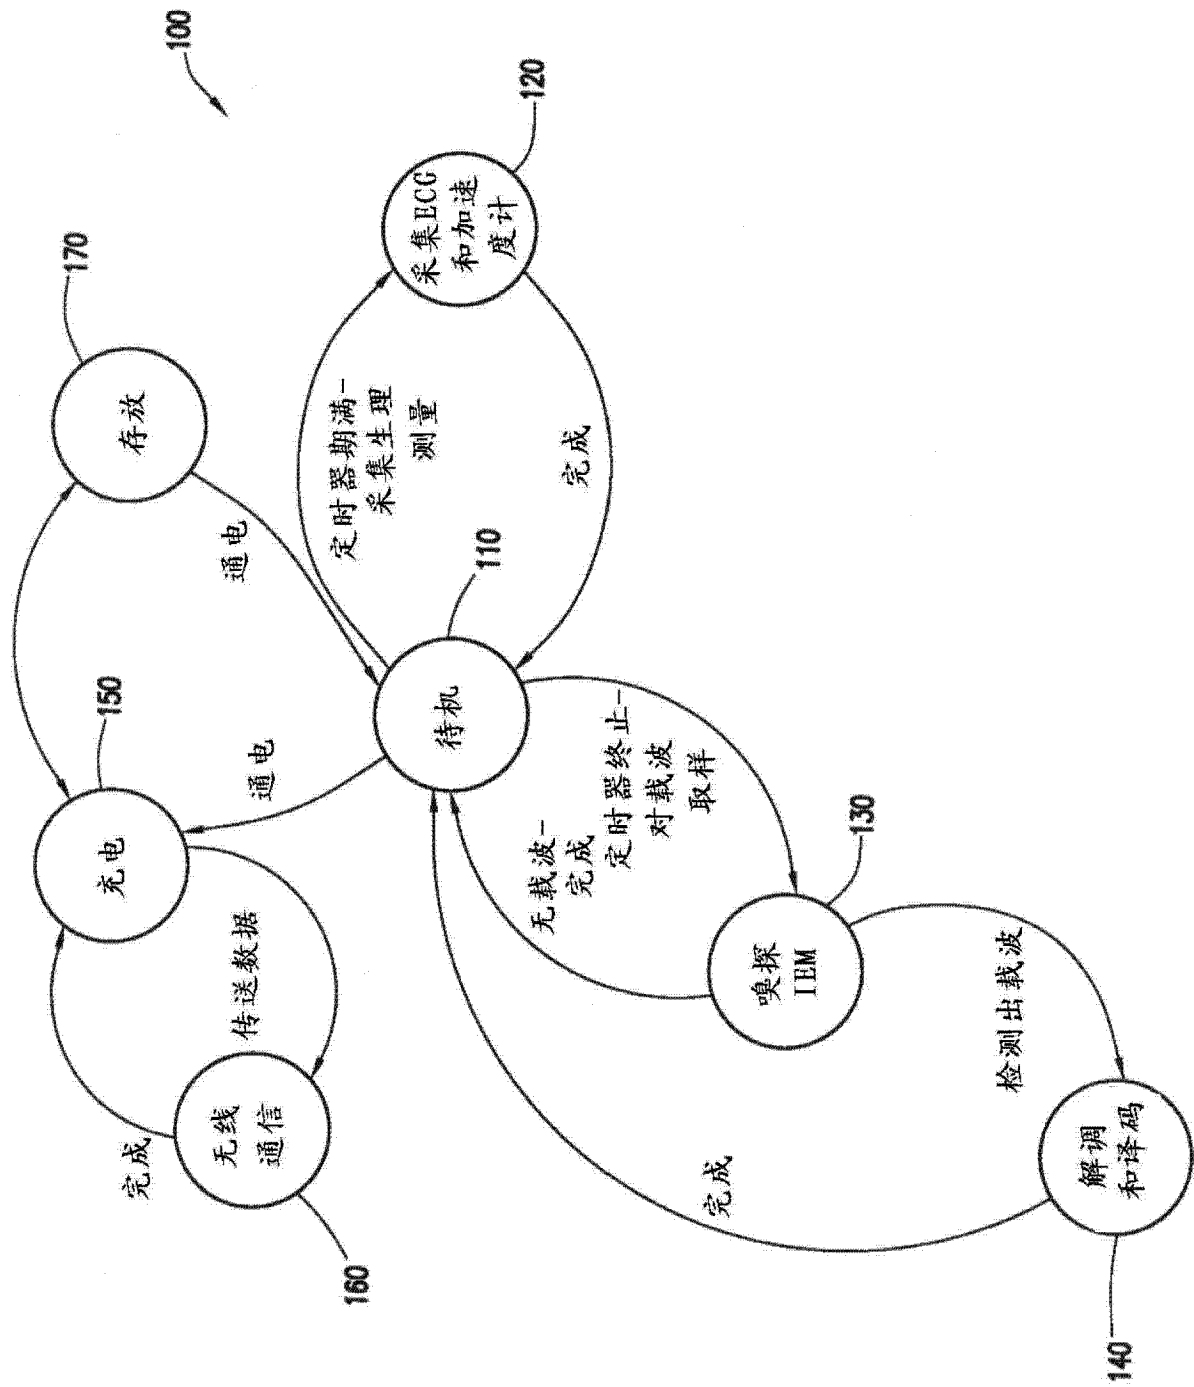 100
170
存放
150
充电
通电
通电
160
无线
通信
传送数据
完成
120
采集ECG
和加速
度计
定时器期满-
采集生理
测量
完成
110
待机
130
嗅探
IEM
无载波-
完成
定时器终止-
对载波
取样
140
解调
和译码
检测出载波
完成